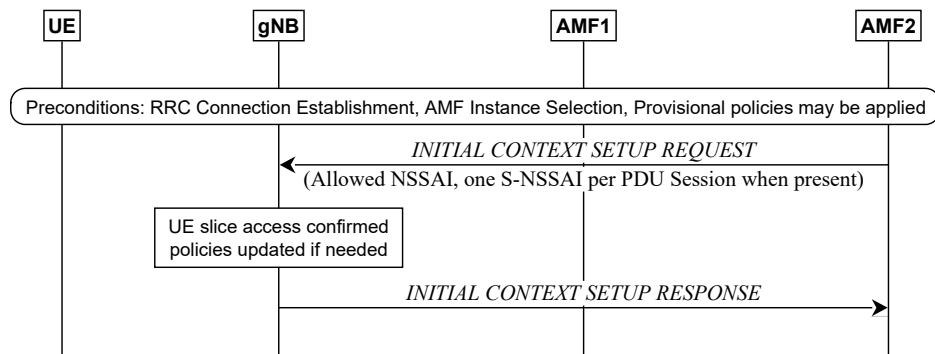 UE gNB AMF1 AMF2
Preconditions: RRC Connection Establishment, AMF Instance Selection, Provisional policies may be applied
INITIAL CONTEXT SETUP REQUEST
(Allowed NSSAI, one S-NSSAI per PDU Session when present)
UE slice access confirmed
policies updated if needed
INITIAL CONTEXT SETUP RESPONSE